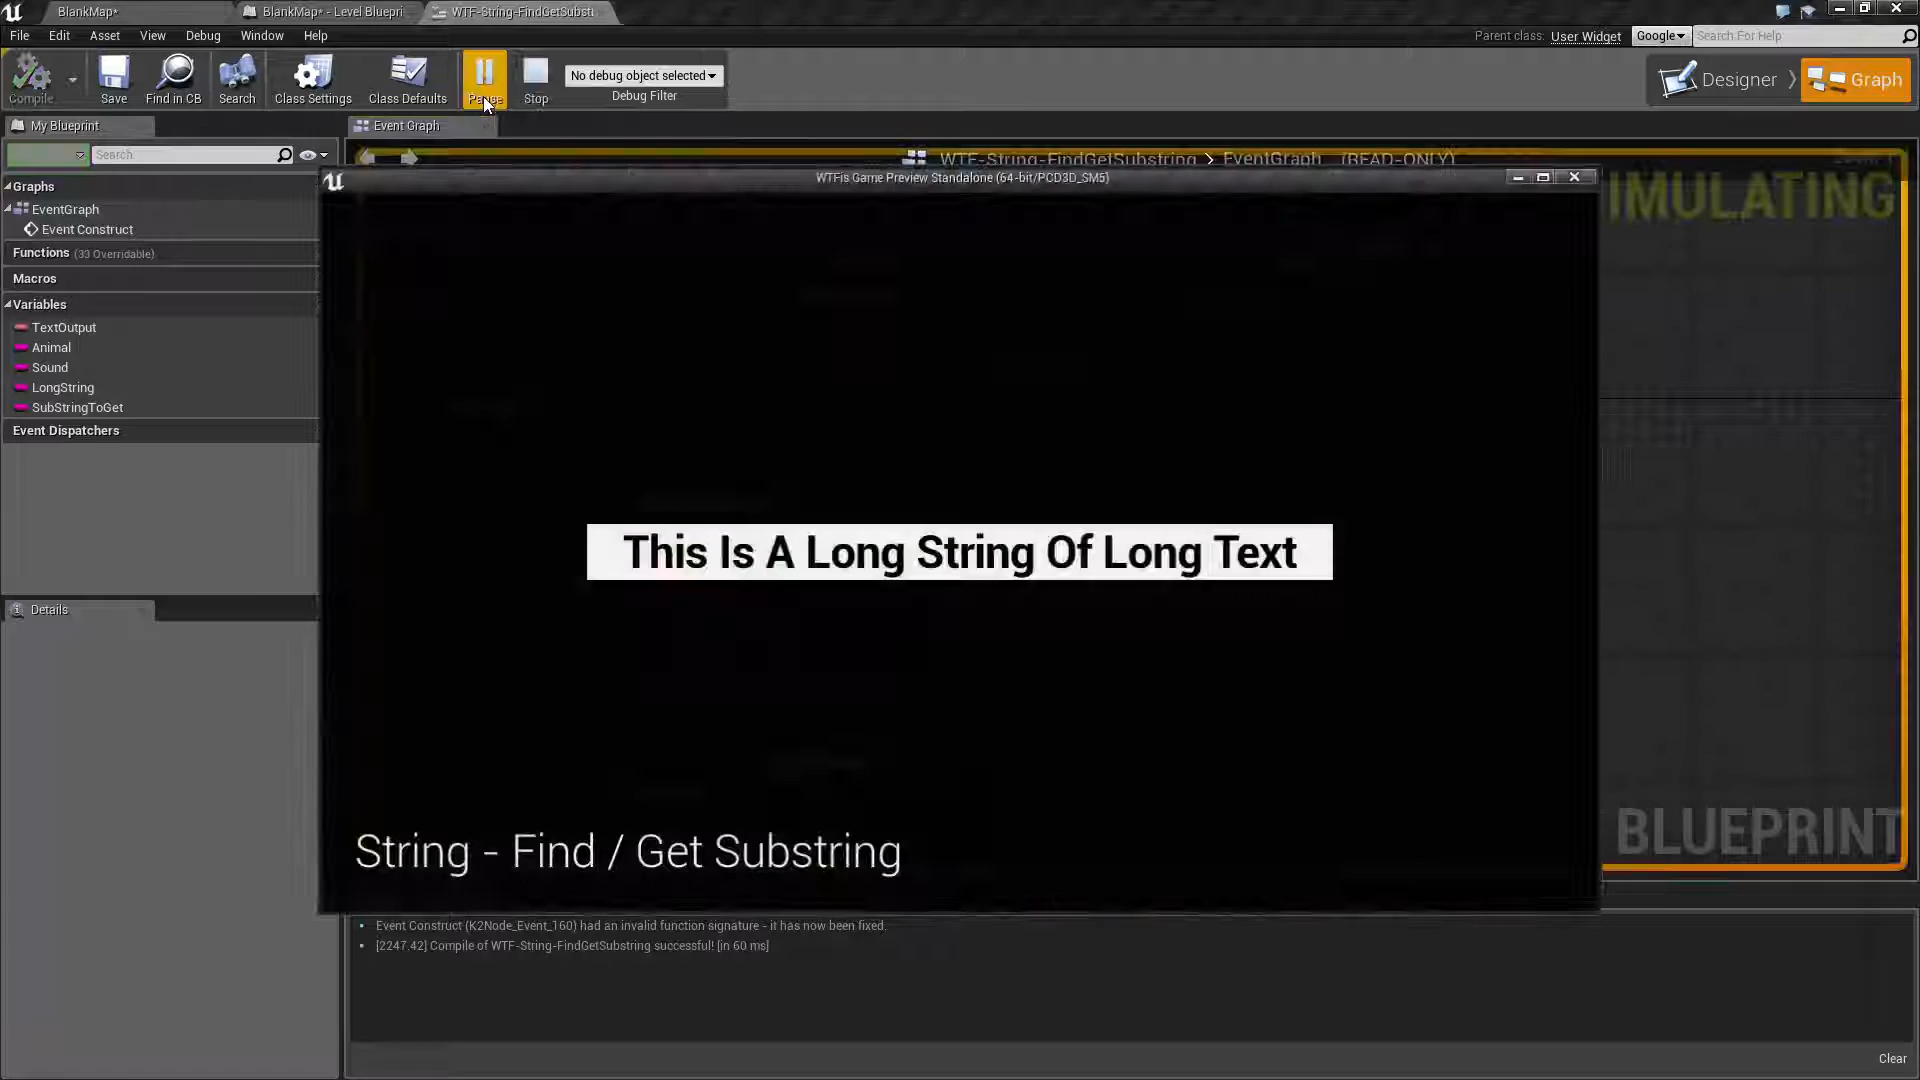 BlankMap*
BlankMap* - Level Bluepri
WTF-String-FindGetSubstri
File Edit Asset View Debug Window Help
Parent class: User Widget Google Search For Help
Compile Save Find in CB Search Class Settings Class Defaults Pause Stop
No debug object selected
Debug Filter
Designer Graph
My Blueprint
Event Graph
Search
WTF-String-FindGetSubstring > EventGraph (READ-ONLY)
WTFis Game Preview Standalone (64-bit/PCD3D_SM5)
IMULATING
Graphs
EventGraph
Event Construct
Functions (33 Overridable)
Macros
Variables
TextOutput
Animal
Sound
LongString
SubStringToGet
Event Dispatchers
This Is A Long String Of Long Text
Details
String - Find / Get Substring
BLUEPRINT
Event Construct (K2Node_Event_160) had an invalid function signature - it has now been fixed.
[2247.42] Compile of WTF-String-FindGetSubstring successful! [in 60 ms]
Clear